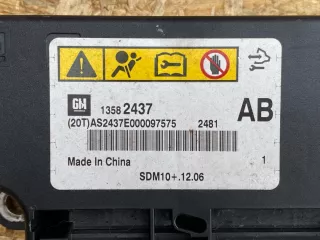 GM 1358 2437 AB
(20T)AS2437E000097575 2481
Made In China 1
SDM10+.12.06